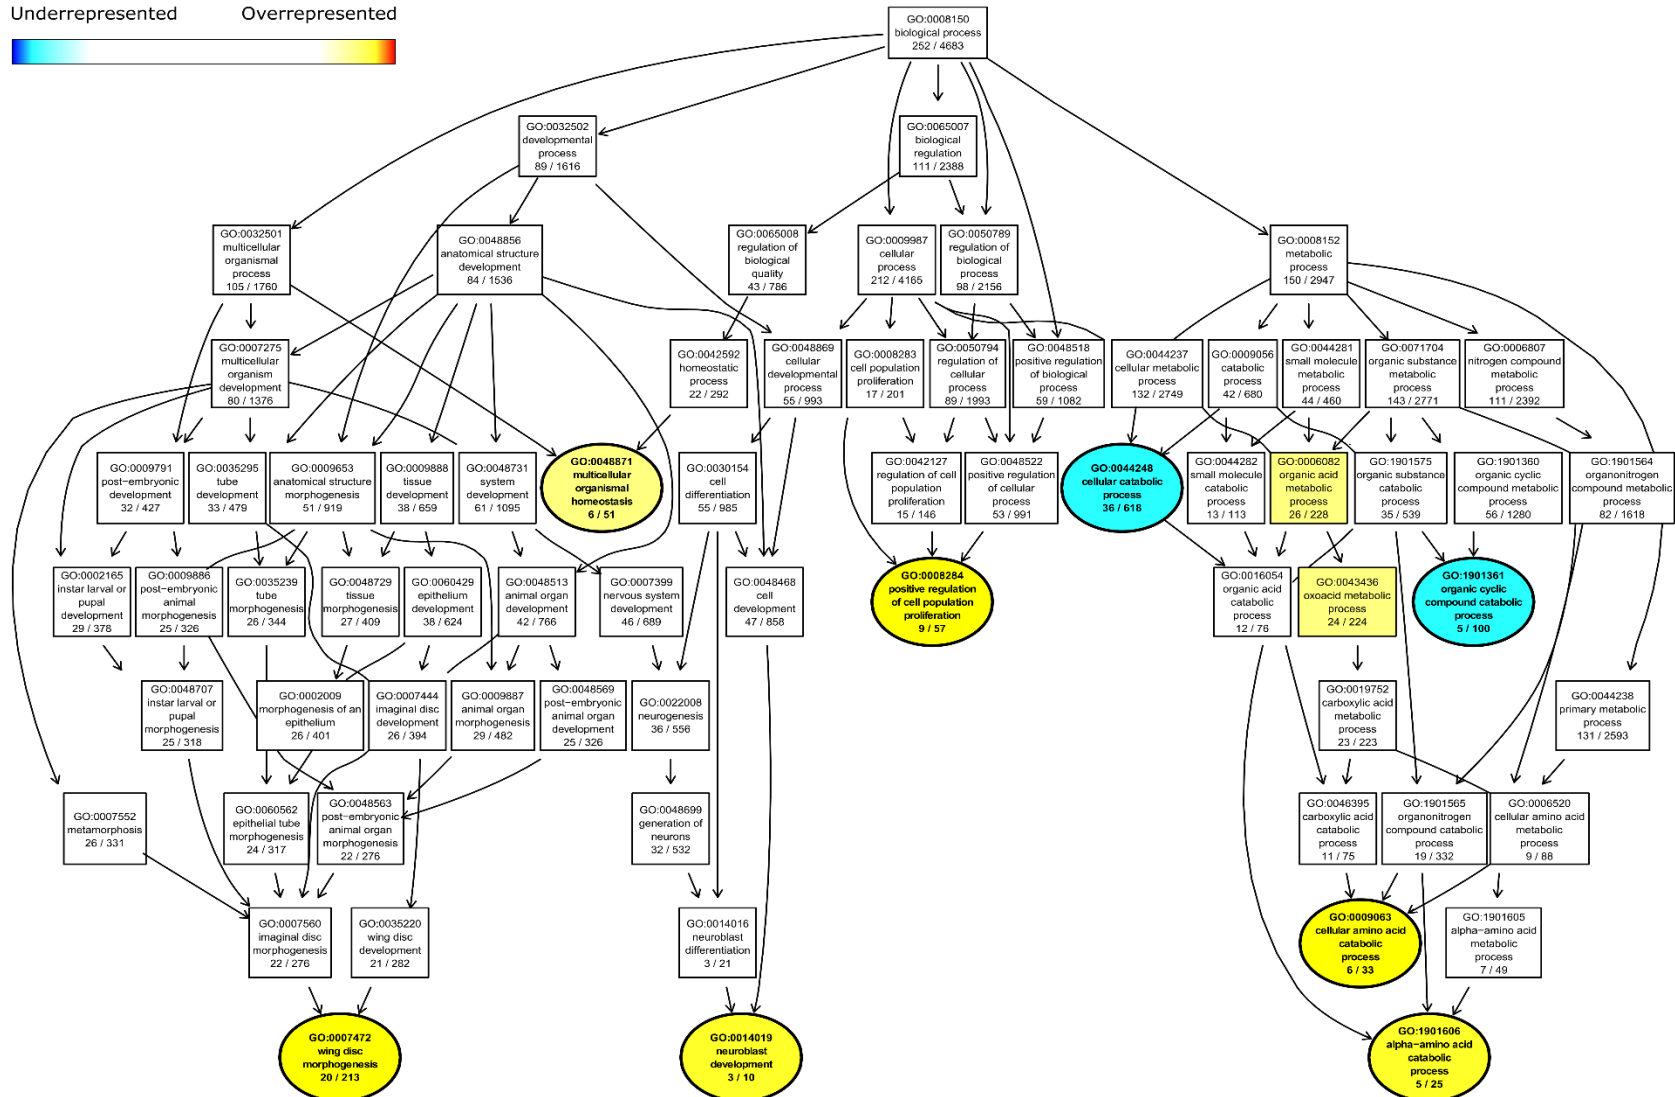 Underrepresented
Overrepresented
GO:0008150
biological process
252 / 4683
GO:0032502
developmental
process
89 / 1616
GO:0065007
biological
regulation
111 / 2388
GO:0032501
multicellular
organismal
process
105 / 1760
GO:0048856
anatomical structure
development
84 / 1536
GO:0065008
regulation of
biological
quality
43 / 786
GO:0009987
cellular
process
212 / 4165
GO:0050789
regulation of
biological
process
98 / 2156
GO:0008152
metabolic
process
150 / 2947
GO:0007275
multicellular
organism
development
80 / 1376
GO:0042592
homeostatic
process
22 / 292
GO:0048869
cellular
developmental
process
55 / 993
GO:0008283
cell population
proliferation
17 / 201
GO:0050794
regulation of
cellular
process
89 / 1993
GO:0048518
positive regulation
of biological
process
59 / 1082
GO:0044237
cellular metabolic
process
132 / 2749
GO:0009056
catabolic
process
42 / 680
GO:0044281
small molecule
metabolic
process
44 / 460
GO:0071704
organic substance
metabolic
process
143 / 2771
GO:0006807
nitrogen compound
metabolic
process
111 / 2392
GO:0009791
post−embryonic
development
32 / 427
GO:0035295
tube
development
33 / 479
GO:0009653
anatomical structure
morphogenesis
51 / 919
GO:0009888
tissue
development
38 / 659
GO:0048731
system
development
61 / 1095
GO:0048871
multicellular
organismal
homeostasis
6 / 51
GO:0030154
cell
differentiation
55 / 985
GO:0042127
regulation of cell
population
proliferation
15 / 146
GO:0048522
positive regulation
of cellular
process
53 / 991
GO:0044248
cellular catabolic
process
36 / 618
GO:0044282
small molecule
catabolic
process
13 / 113
GO:0006082
organic acid
metabolic
process
26 / 228
GO:1901575
organic substance
catabolic
process
35 / 539
GO:1901360
organic cyclic
compound metabolic
process
56 / 1280
GO:1901564
organonitrogen
compound metabolic
process
82 / 1618
GO:0002165
instar larval or
pupal
development
29 / 378
GO:0009886
post−embryonic
animal
morphogenesis
25 / 326
GO:0035239
tube
morphogenesis
26 / 344
GO:0048729
tissue
morphogenesis
27 / 409
GO:0060429
epithelium
development
38 / 624
GO:0048513
animal organ
development
42 / 766
GO:0007399
nervous system
development
46 / 689
GO:0048468
cell
development
47 / 858
GO:0008284
positive regulation
of cell population
proliferation
9 / 57
GO:0016054
organic acid
catabolic
process
12 / 76
GO:0043436
oxoacid metabolic
process
24 / 224
GO:1901361
organic cyclic
compound catabolic
process
5 / 100
GO:0048707
instar larval or
pupal
morphogenesis
25 / 318
GO:0002009
morphogenesis of an
epithelium
26 / 401
GO:0007444
imaginal disc
development
26 / 394
GO:0009887
animal organ
morphogenesis
29 / 482
GO:0048569
post−embryonic
animal organ
development
25 / 326
GO:0022008
neurogenesis
36 / 556
GO:0019752
carboxylic acid
metabolic
process
23 / 223
GO:0044238
primary metabolic
process
131 / 2593
GO:0007552
metamorphosis
26 / 331
GO:0060562
epithelial tube
morphogenesis
24 / 317
GO:0048563
post−embryonic
animal organ
morphogenesis
22 / 276
GO:0048699
generation of
neurons
32 / 532
GO:0046395
carboxylic acid
catabolic
process
11 / 75
GO:1901565
organonitrogen
compound catabolic
process
19 / 332
GO:0006520
cellular amino acid
metabolic
process
9 / 88
GO:0007560
imaginal disc
morphogenesis
22 / 276
GO:0035220
wing disc
development
21 / 282
GO:0014016
neuroblast
differentiation
3 / 21
GO:0009063
cellular amino acid
catabolic
process
6 / 33
GO:1901605
alpha−amino acid
metabolic
process
7 / 49
GO:0007472
wing disc
morphogenesis
20 / 213
GO:0014019
neuroblast
development
3 / 10
GO:1901606
alpha−amino acid
catabolic
process
5 / 25